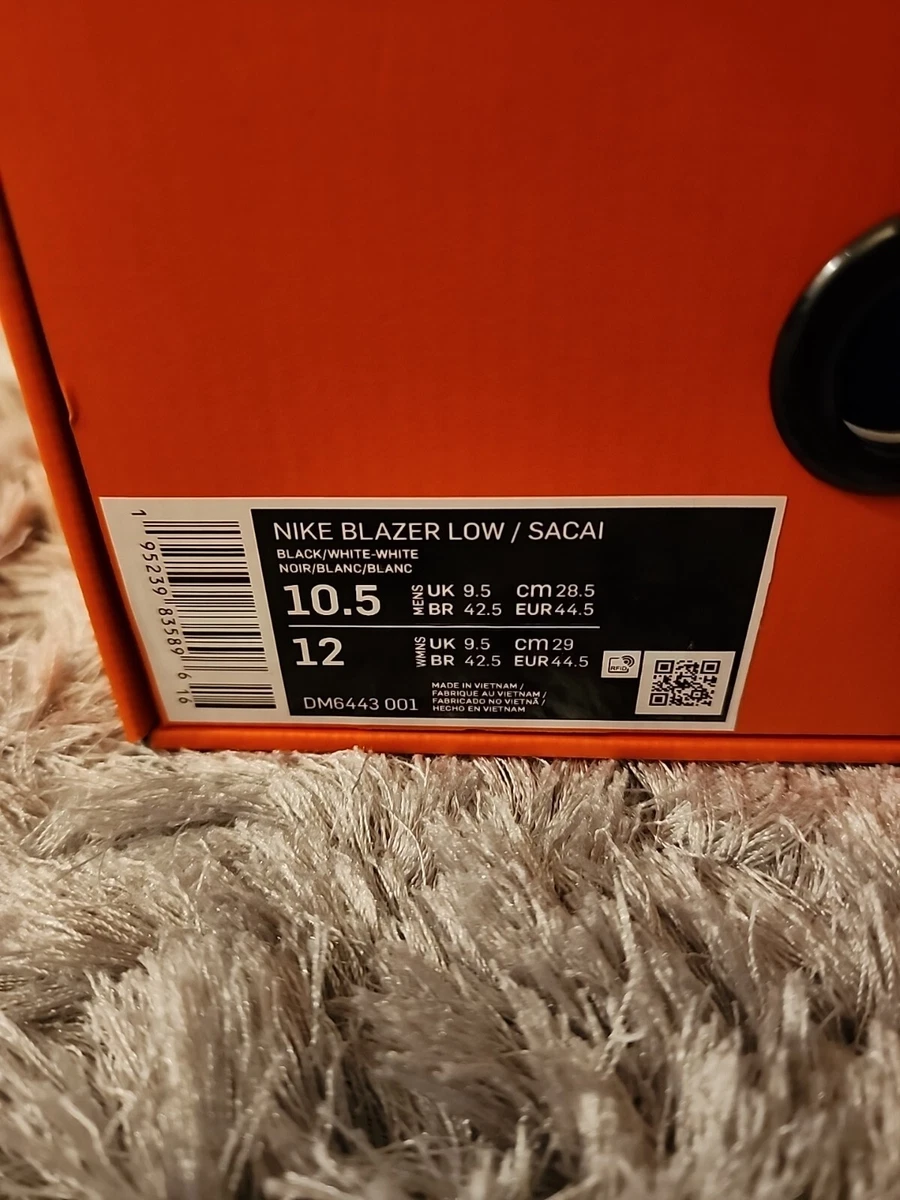 1 95239 83589 6 16
NIKE BLAZER LOW / SACAI
BLACK/WHITE-WHITE
NOIR/BLANC/BLANC
10.5 MENS UK 9.5 cm 28.5
BR 42.5 EUR 44.5
12 WMNS UK 9.5 cm 29
BR 42.5 EUR 44.5
RFID
DM6443 001
MADE IN VIETNAM /
FABRIQUE AU VIETNAM /
FABRICADO NO VIETNÃ /
HECHO EN VIETNAM